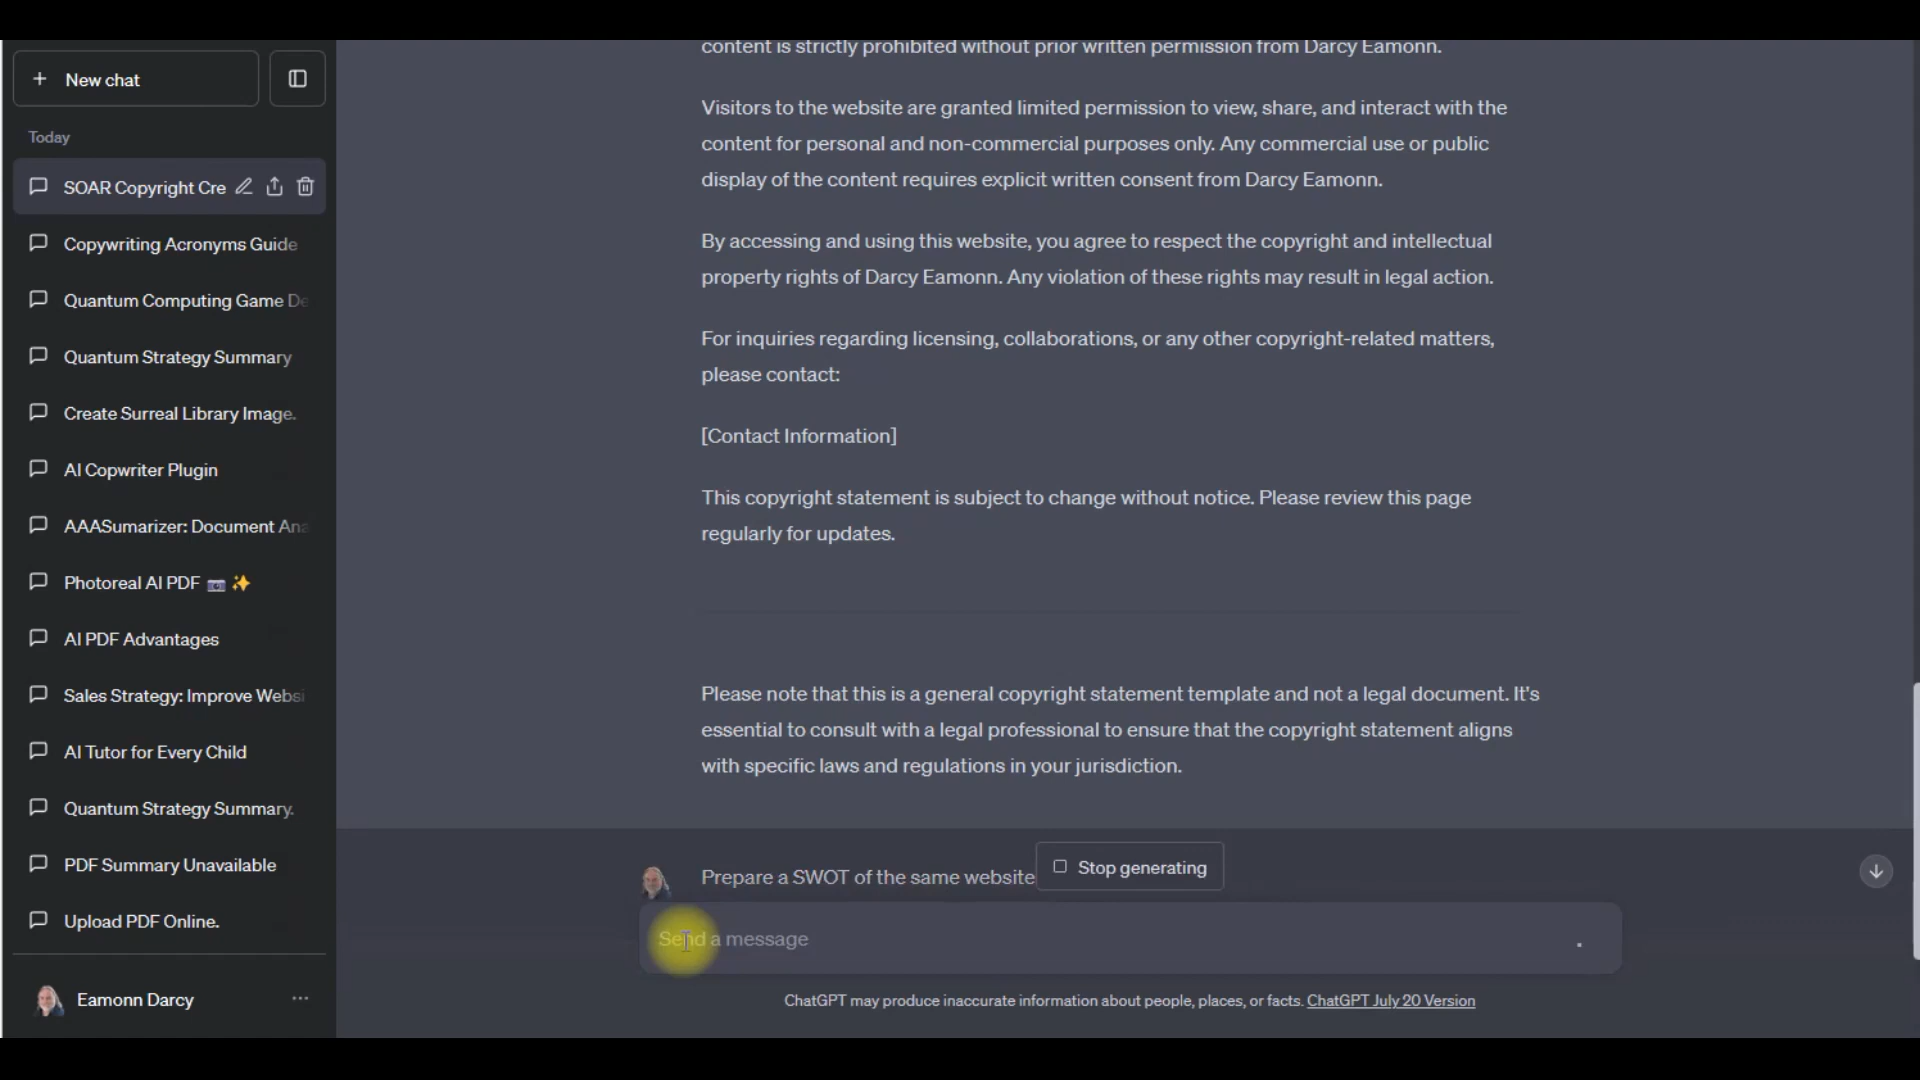 New chat
Today
SOAR Copyright Cre
Copywriting Acronyms Guide
Quantum Computing Game De
Quantum Strategy Summary
Create Surreal Library Image.
AI Copwriter Plugin
AAASumarizer: Document Ana
Photoreal AI PDF 📷 ✨
AI PDF Advantages
Sales Strategy: Improve Websi
AI Tutor for Every Child
Quantum Strategy Summary.
PDF Summary Unavailable
Upload PDF Online.
Eamonn Darcy
content is strictly prohibited without prior written permission from Darcy Eamonn.
Visitors to the website are granted limited permission to view, share, and interact with the
content for personal and non-commercial purposes only. Any commercial use or public
display of the content requires explicit written consent from Darcy Eamonn.
By accessing and using this website, you agree to respect the copyright and intellectual
property rights of Darcy Eamonn. Any violation of these rights may result in legal action.
For inquiries regarding licensing, collaborations, or any other copyright-related matters,
please contact:
[Contact Information]
This copyright statement is subject to change without notice. Please review this page
regularly for updates.
Please note that this is a general copyright statement template and not a legal document. It's
essential to consult with a legal professional to ensure that the copyright statement aligns
with specific laws and regulations in your jurisdiction.
Prepare a SWOT of the same website
Stop generating
Send a message
ChatGPT may produce inaccurate information about people, places, or facts. ChatGPT July 20 Version